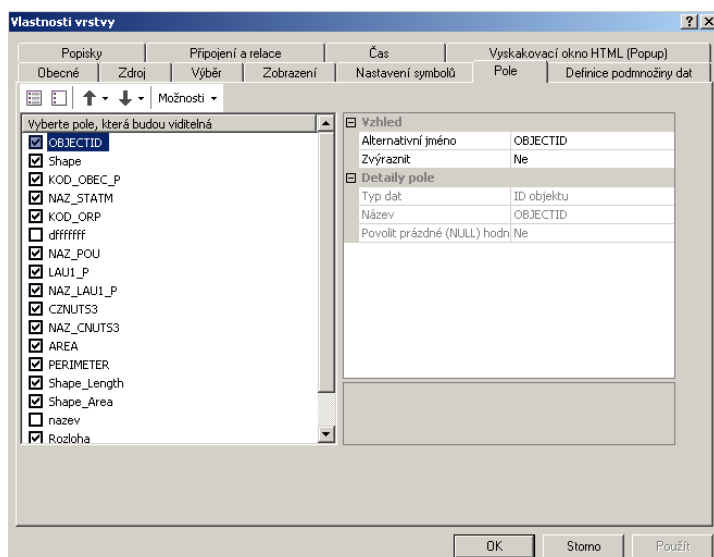 Vlastnosti vrstvy
Popisky Připojení a relace Čas Vyskakovací okno HTML (Popup)
Obecné Zdroj Výběr Zobrazení Nastavení symbolů Pole Definice podmnožiny dat
Možnosti
Vyberte pole, která budou viditelná
OBJECTID
Shape
KOD_OBEC_P
NAZ_STATM
KOD_ORP
dfffffff
NAZ_POU
LAU1_P
NAZ_LAU1_P
CZNUTS3
NAZ_CNUTS3
AREA
PERIMETER
Shape_Length
Shape_Area
nazev
Rozloha
Vzhled
Alternativní jméno OBJECTID
Zvýraznit Ne
Detaily pole
Typ dat ID objektu
Název OBJECTID
Povolit prázdné (NULL) hodn Ne
OK Storno Použít